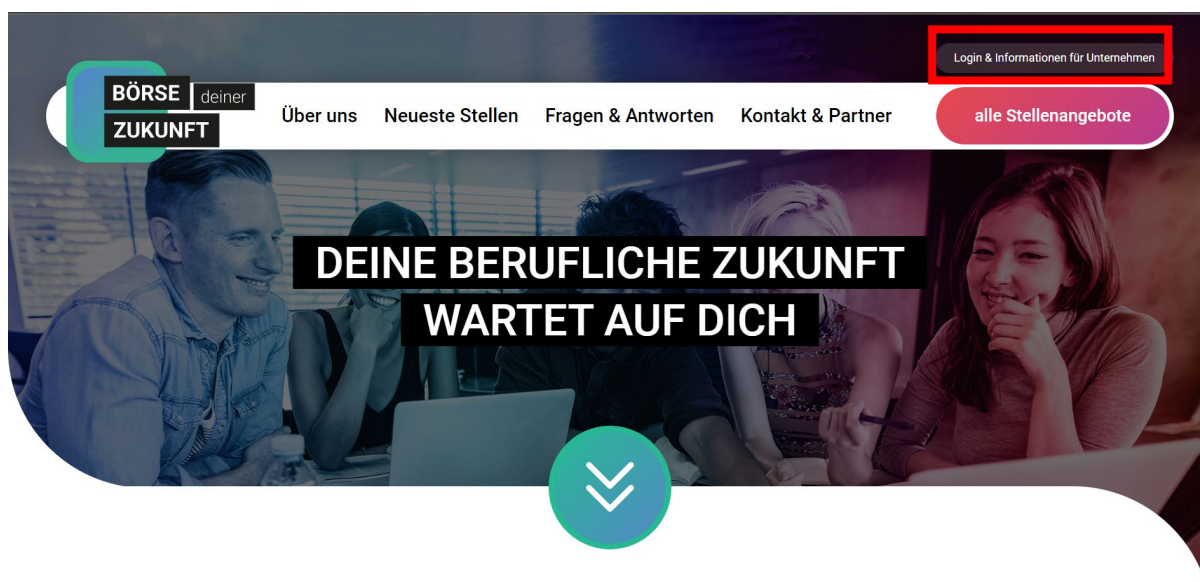 Login & Informationen für Unternehmen
BÖRSE deiner
ZUKUNFT
Über uns Neueste Stellen Fragen & Antworten Kontakt & Partner alle Stellenangebote
DEINE BERUFLICHE ZUKUNFT
WARTET AUF DICH